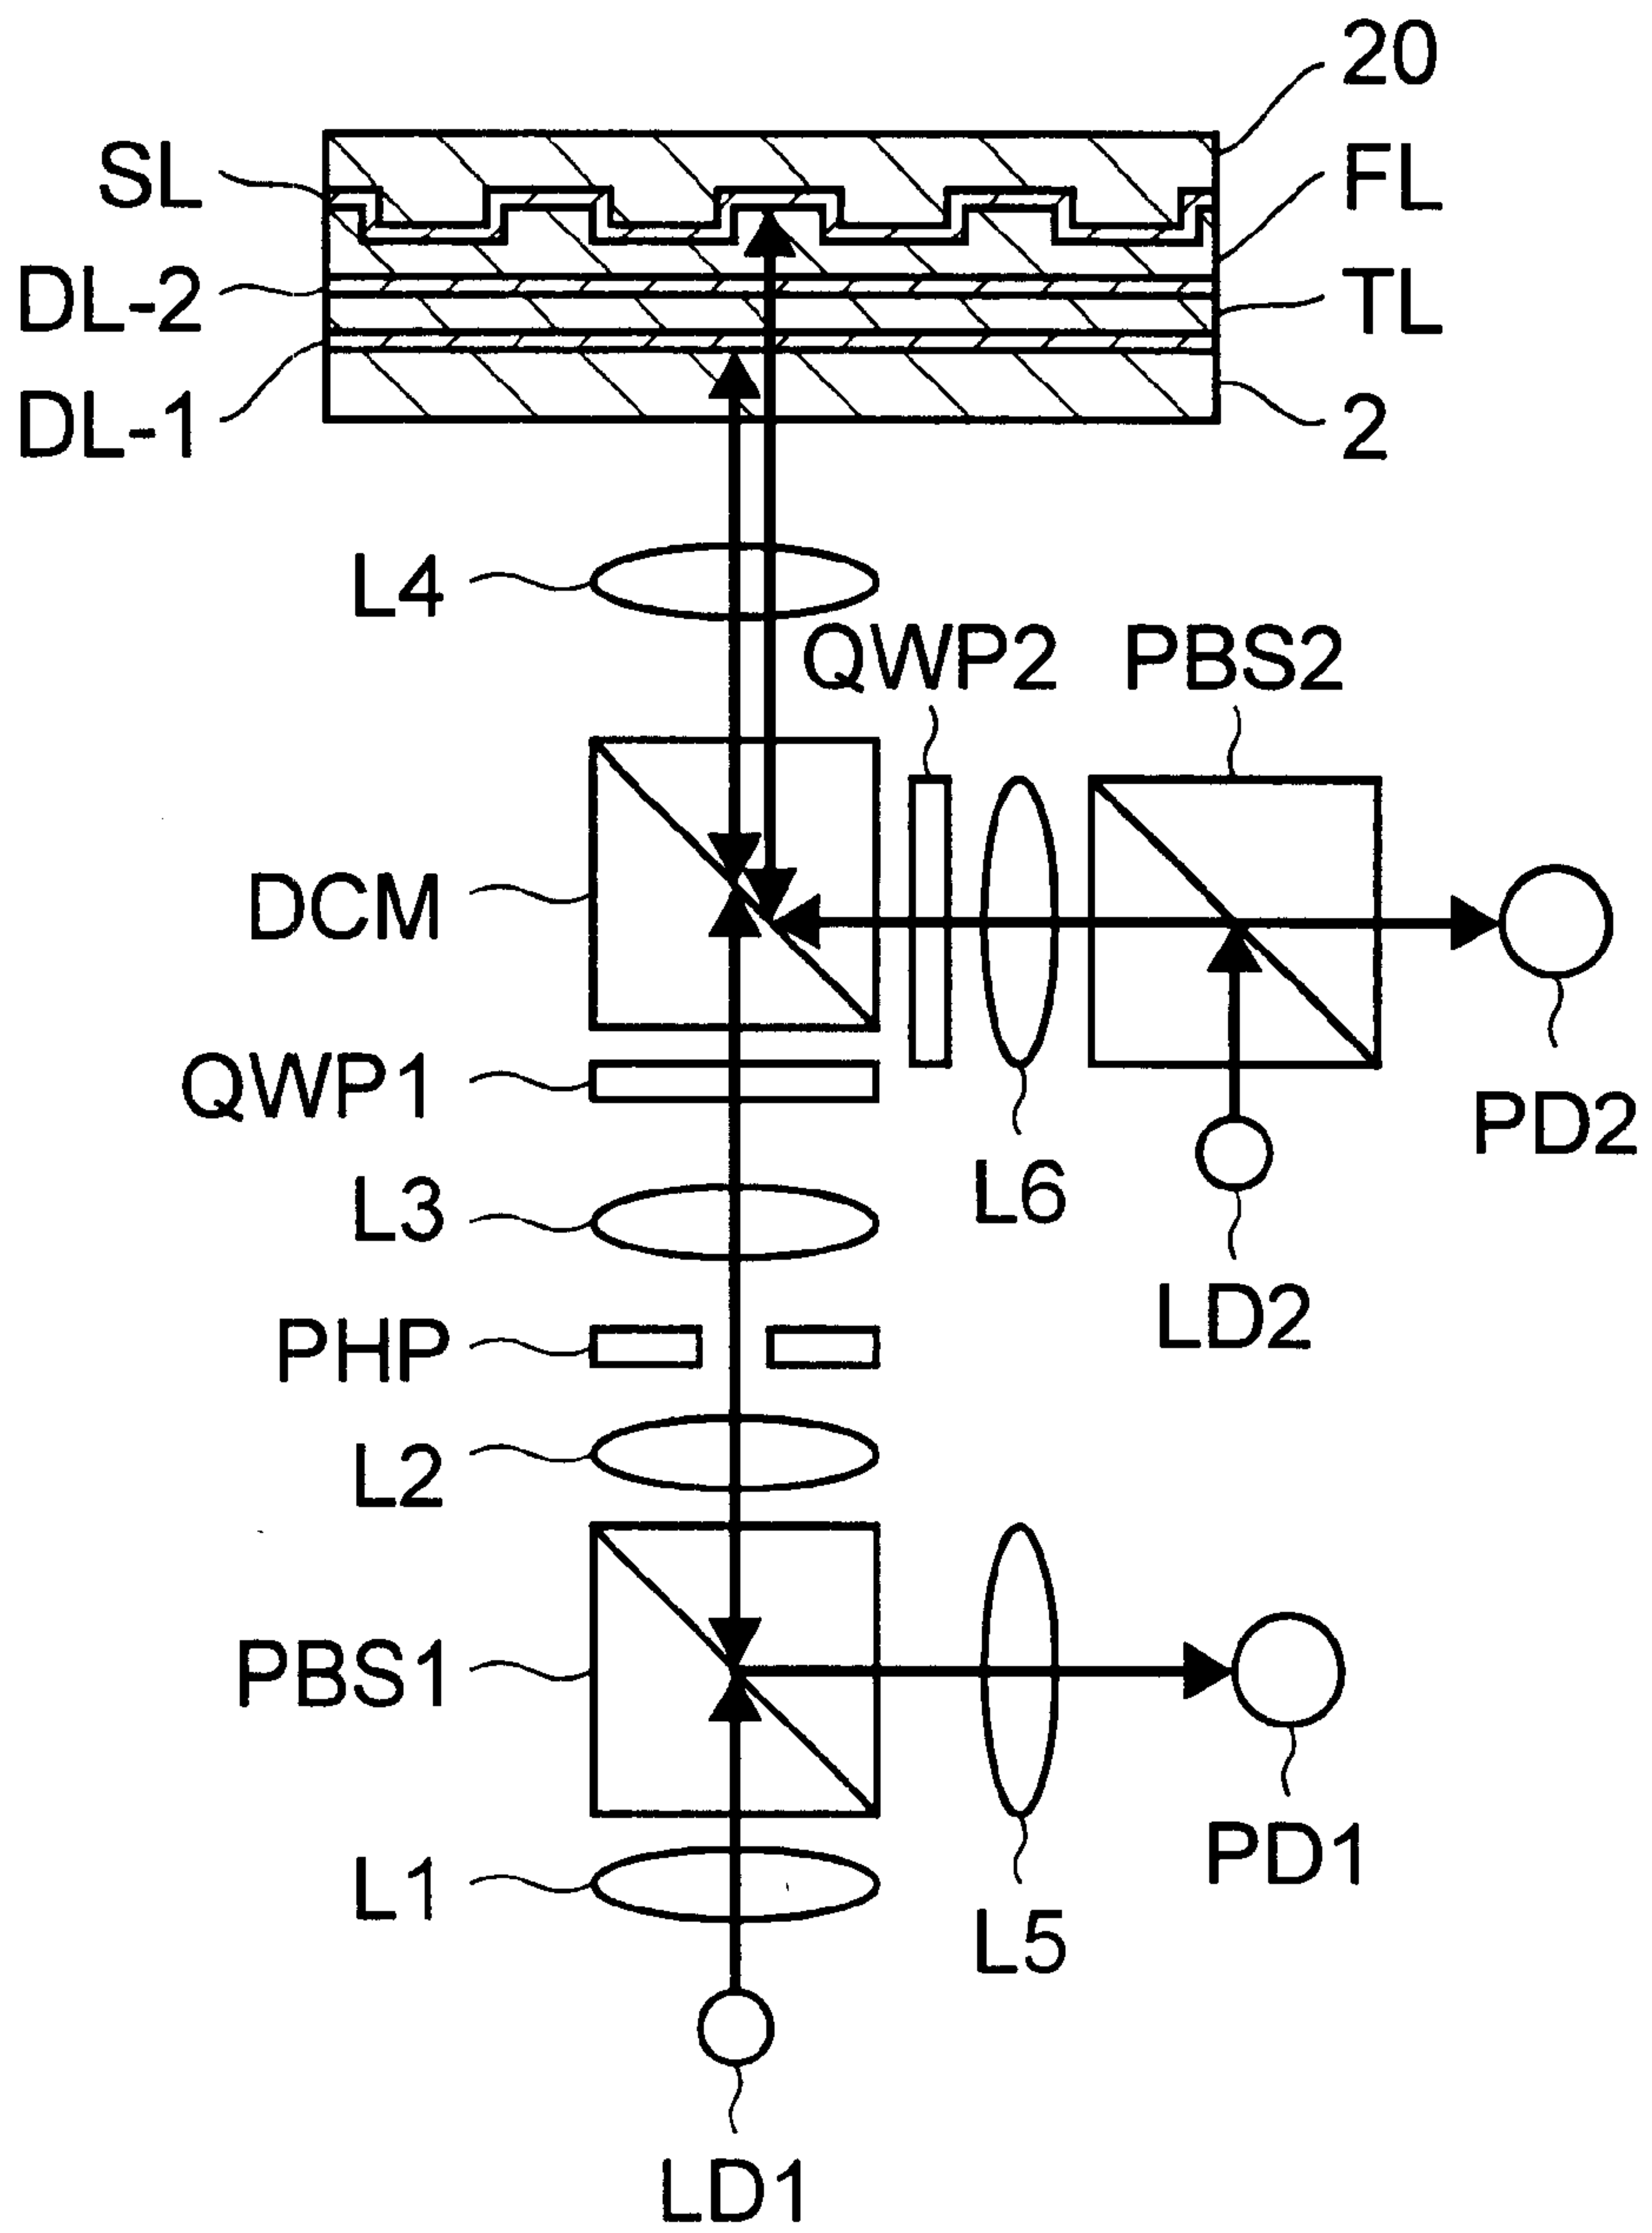 20
SL
FL
DL-2
TL
DL-1
2
L4
QWP2
PBS2
DCM
QWP1
PD2
L3
L6
LD2
PHP
L2
PBS1
PD1
L1
L5
LD1